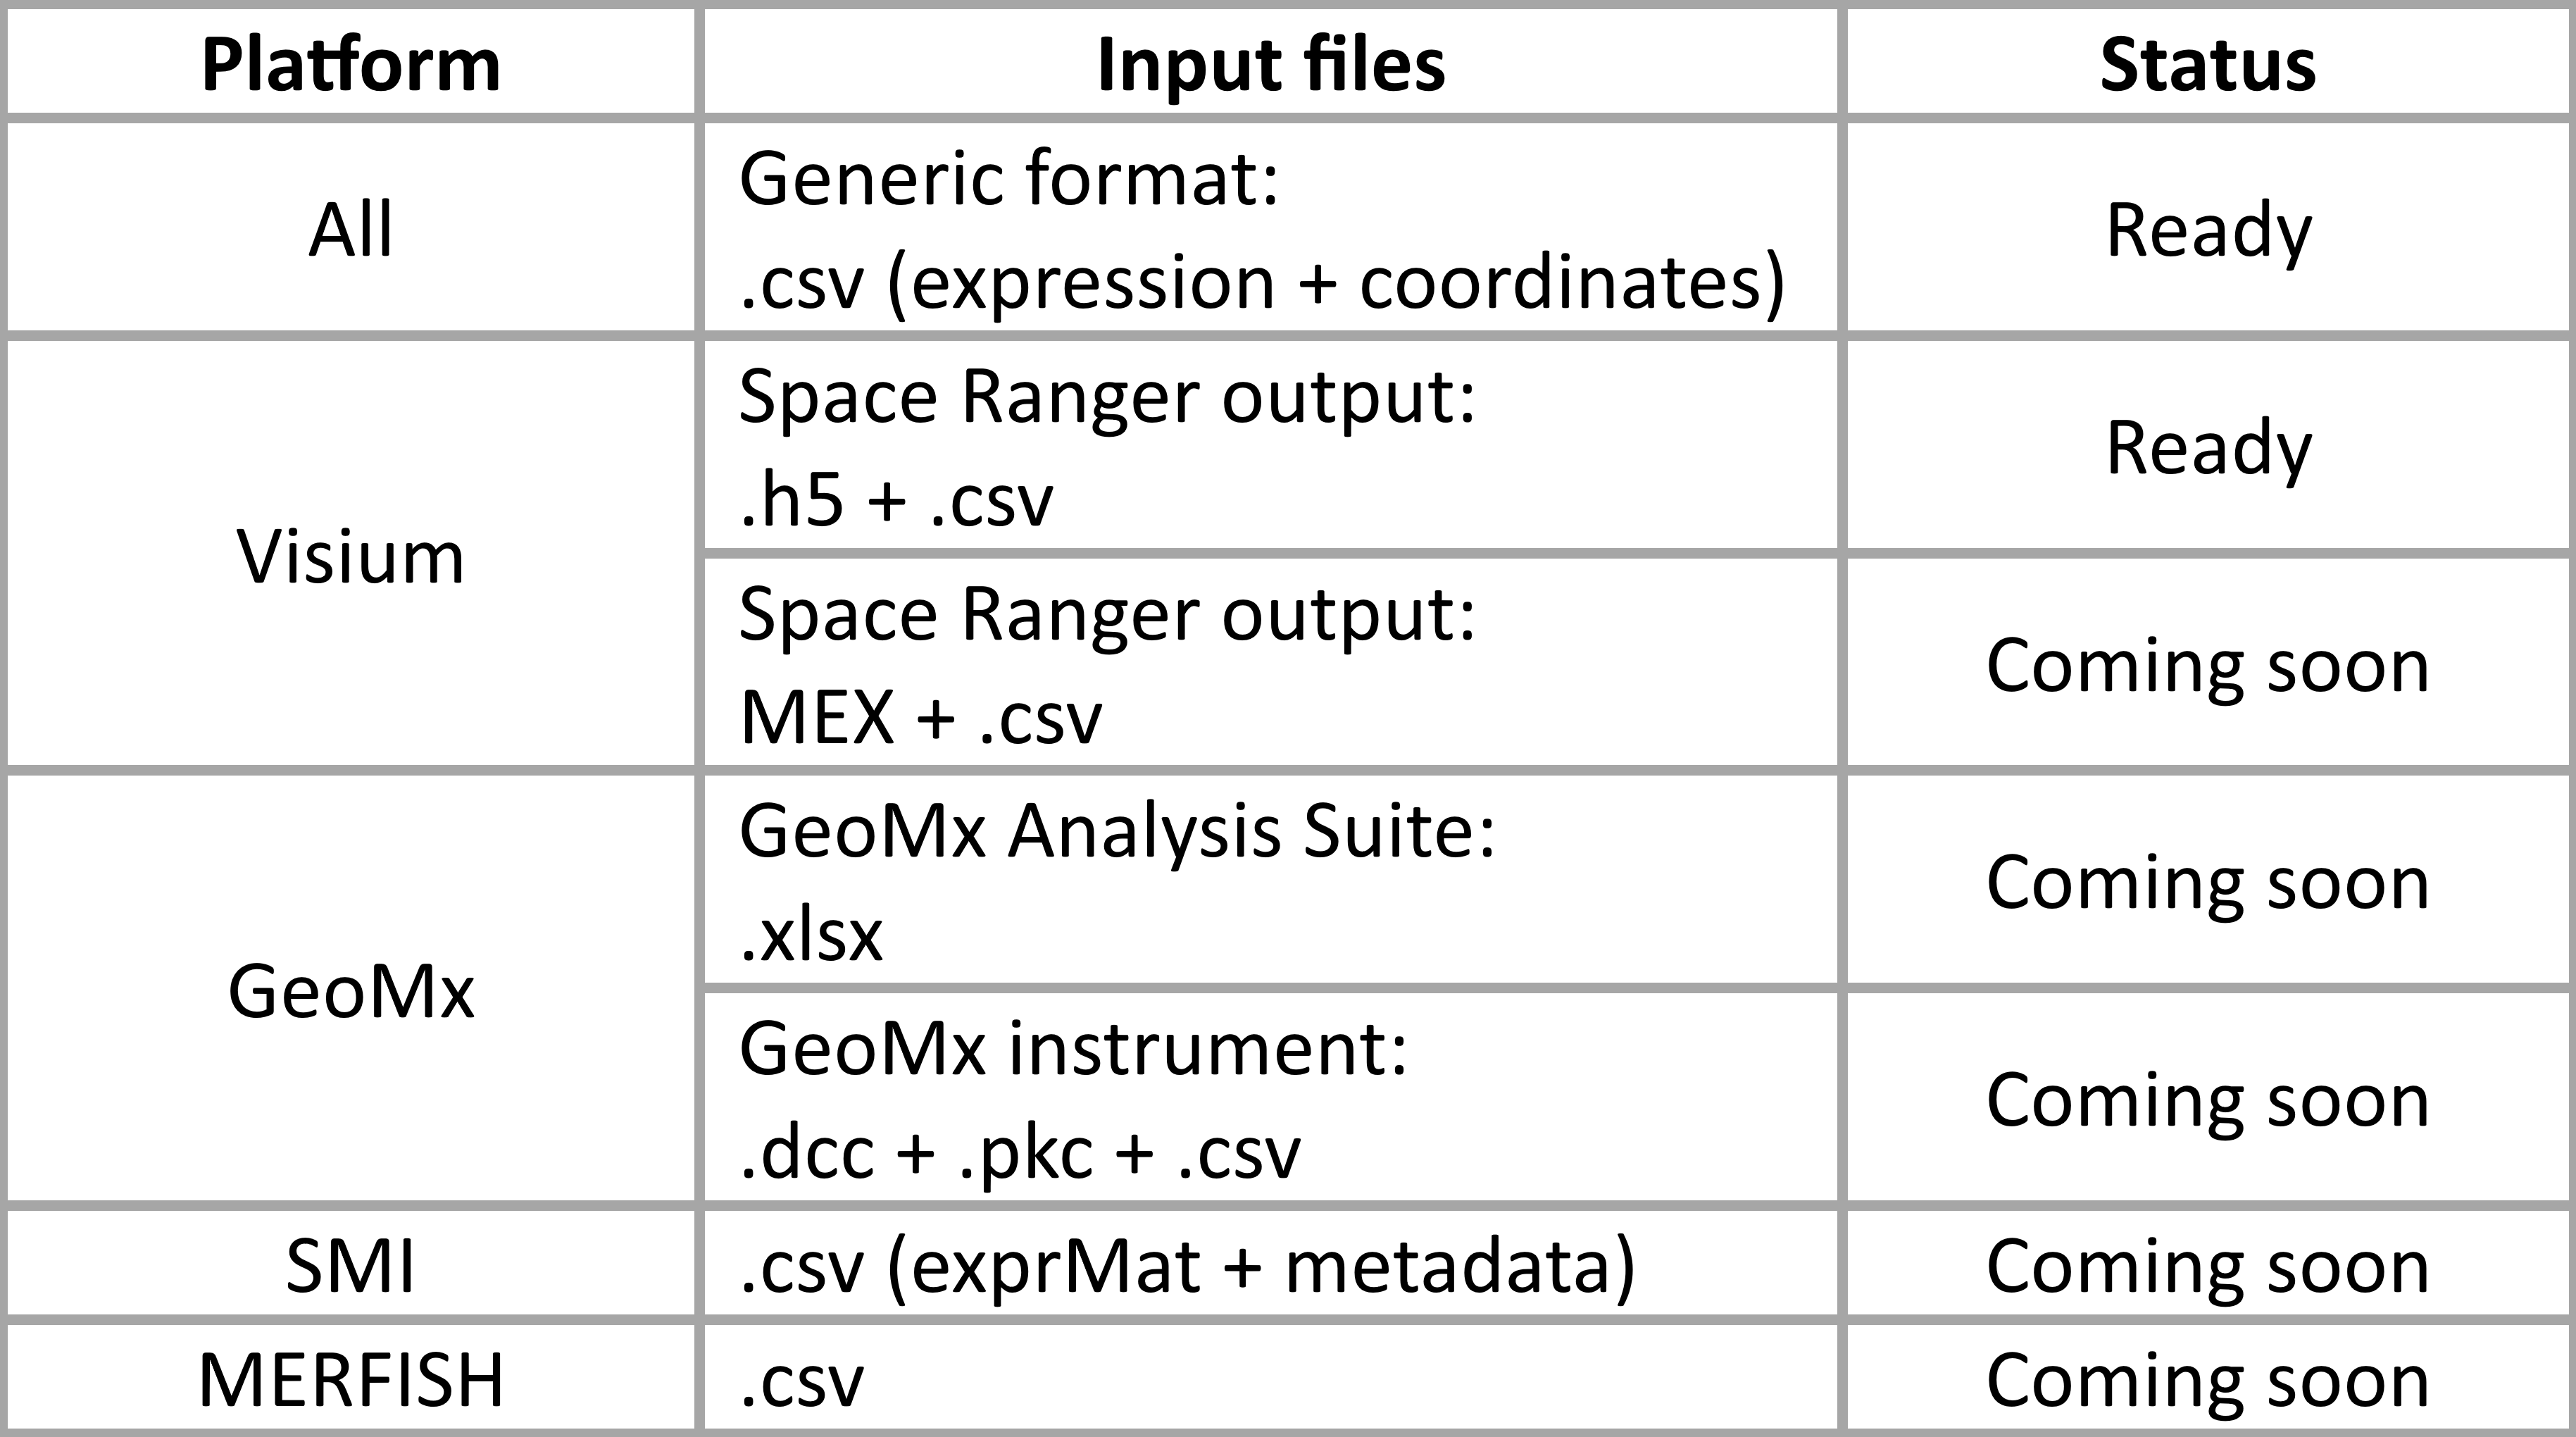 Platform Input files Status
All
Generic format:
.csv (expression + coordinates)
Ready
Visium
Space Ranger output:
.h5 + .csv
Ready
Space Ranger output:
MEX + .csv
Coming soon
GeoMx
GeoMx Analysis Suite:
.xlsx
Coming soon
GeoMx instrument:
.dcc + .pkc + .csv
Coming soon
SMI .csv (exprMat + metadata) Coming soon
MERFISH .csv Coming soon